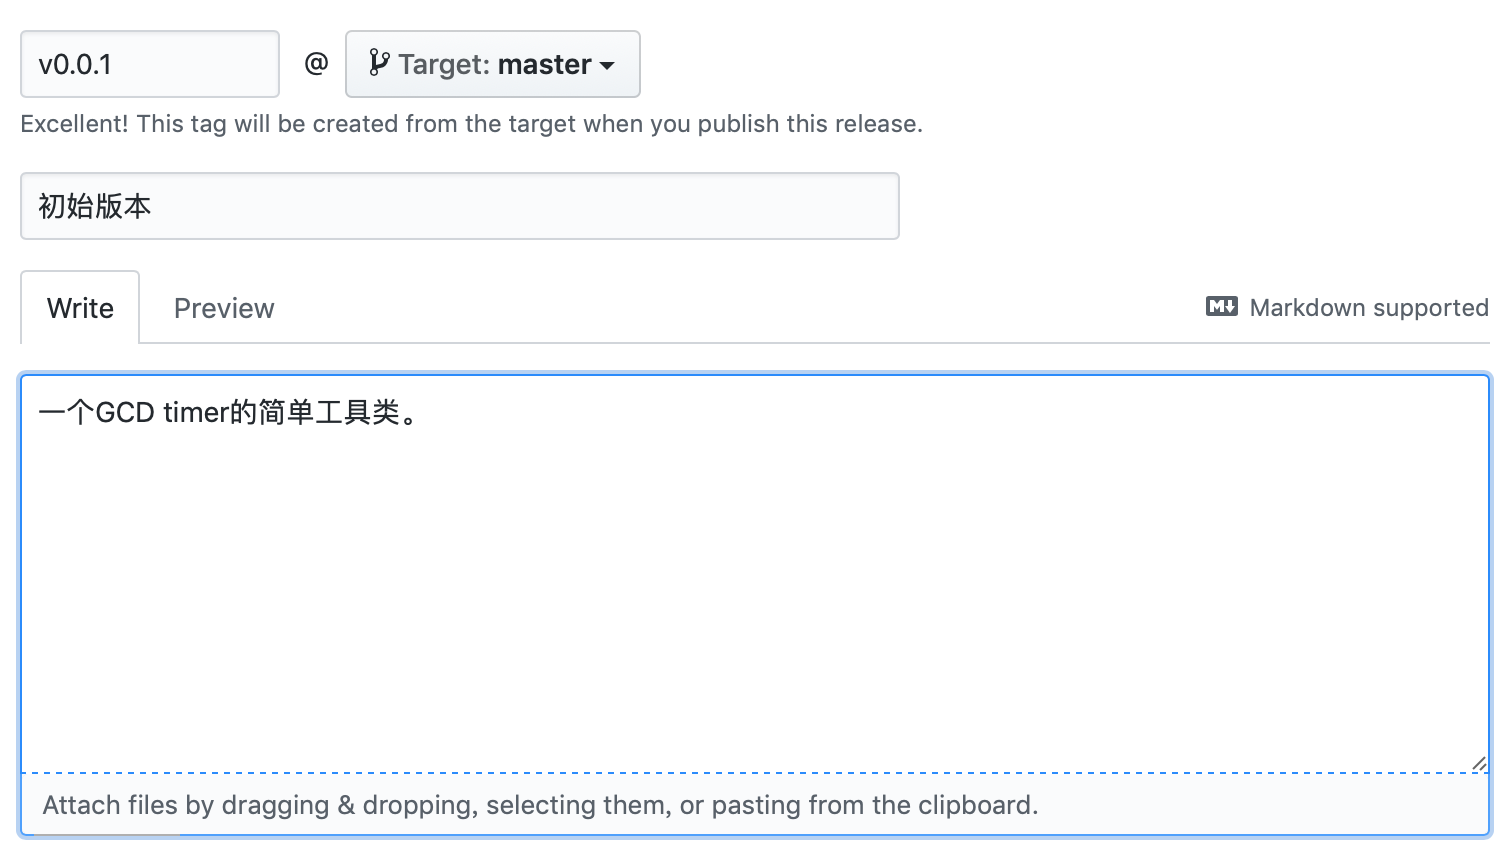 v0.0.1 @ Target: master
Excellent! This tag will be created from the target when you publish this release.
初始版本
Write Preview Markdown supported
一个GCD timer的简单工具类。
Attach files by dragging & dropping, selecting them, or pasting from the clipboard.